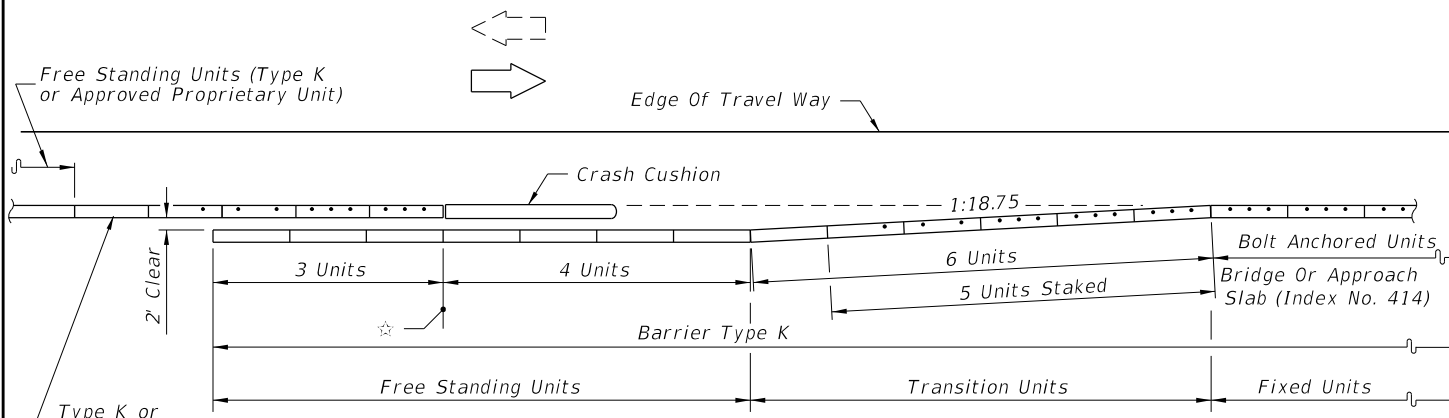 Free Standing Units (Type K
or Approved Proprietary Unit)
Edge Of Travel Way
Crash Cushion
1:18.75
2' Clear
3 Units
4 Units
6 Units
5 Units Staked
Bolt Anchored Units
Bridge Or Approach
Slab (Index No. 414)
Barrier Type K
Free Standing Units
Transition Units
Fixed Units
Type K or